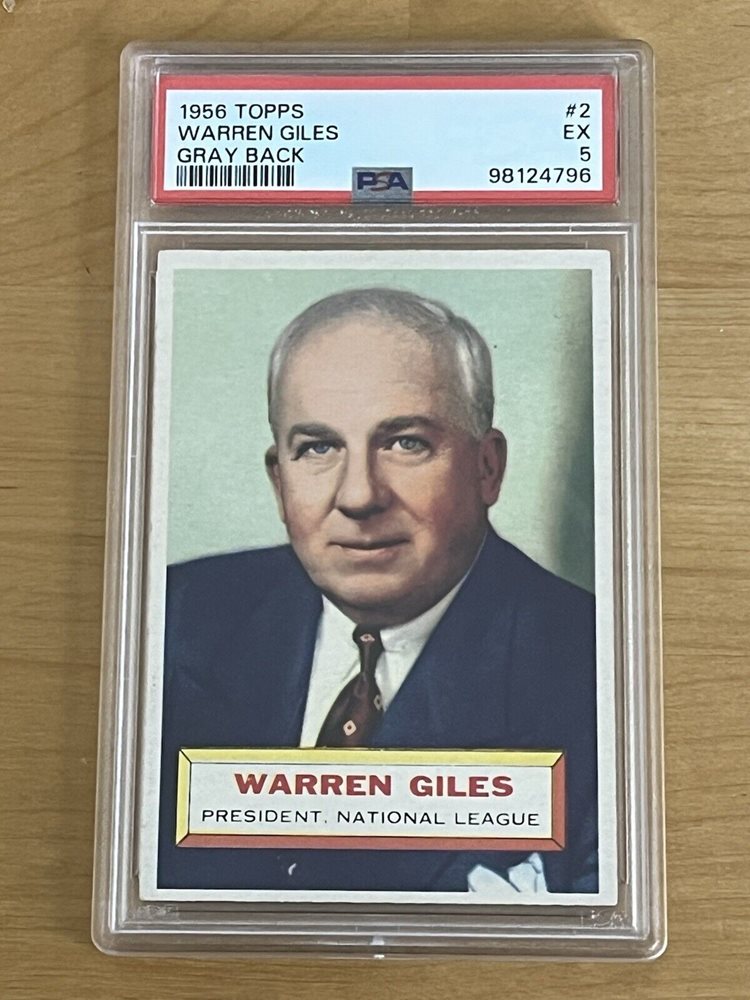 1956 TOPPS #2
WARREN GILES EX
GRAY BACK 5
PSA 98124796
WARREN GILES
PRESIDENT, NATIONAL LEAGUE